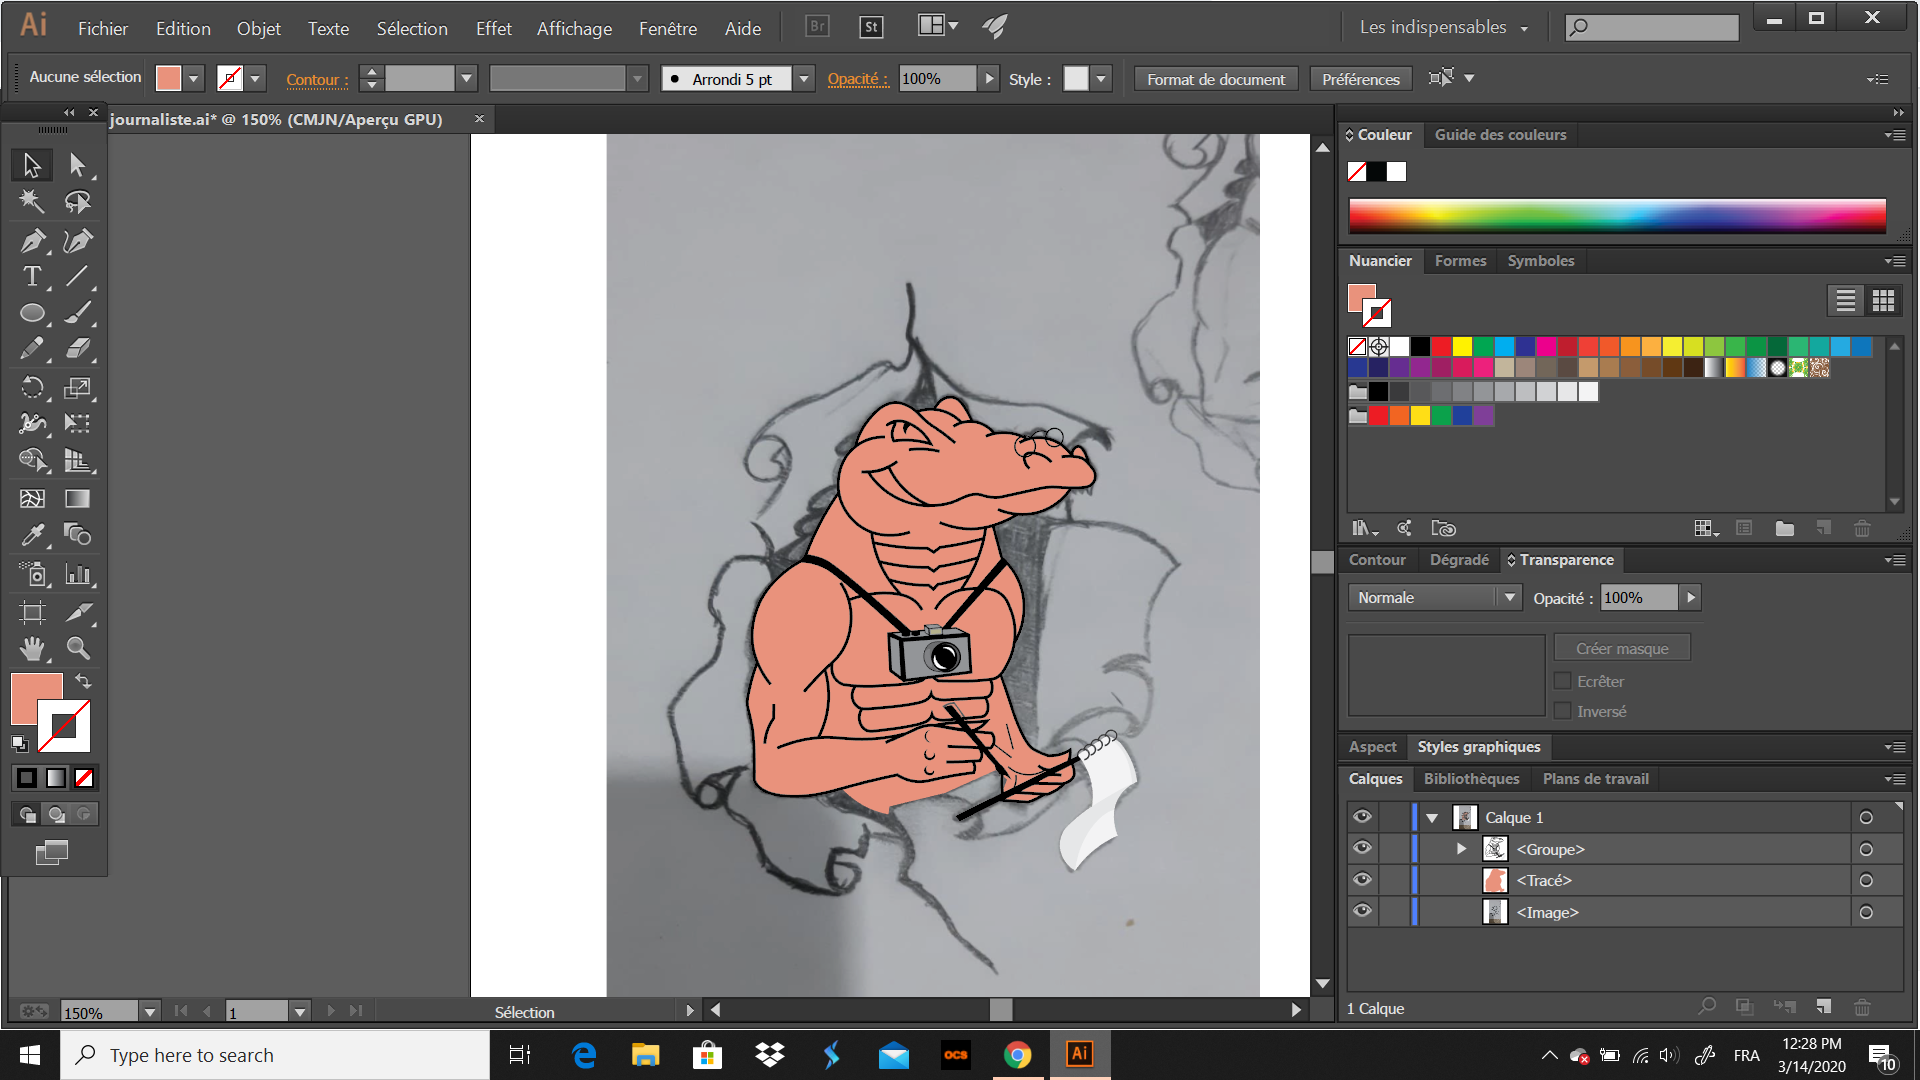 Ai Fichier Edition Objet Texte Sélection Effet Affichage Fenêtre Aide Br St Les indispensables
Aucune sélection Contour : Arrondi 5 pt Opacité : 100% Style : Format de document Préférences
journaliste.ai* @ 150% (CMJN/Aperçu GPU)
Couleur Guide des couleurs
Nuancier Formes Symboles
Contour Dégradé Transparence
Normale Opacité : 100%
Créer masque
Ecrêter
Inversé
Aspect Styles graphiques
Calques Bibliothèques Plans de travail
Calque 1
<Groupe>
<Tracé>
<Image>
1 Calque
150% 1 Sélection
Type here to search
ocs
Ai
FRA
12:28 PM
3/14/2020
10